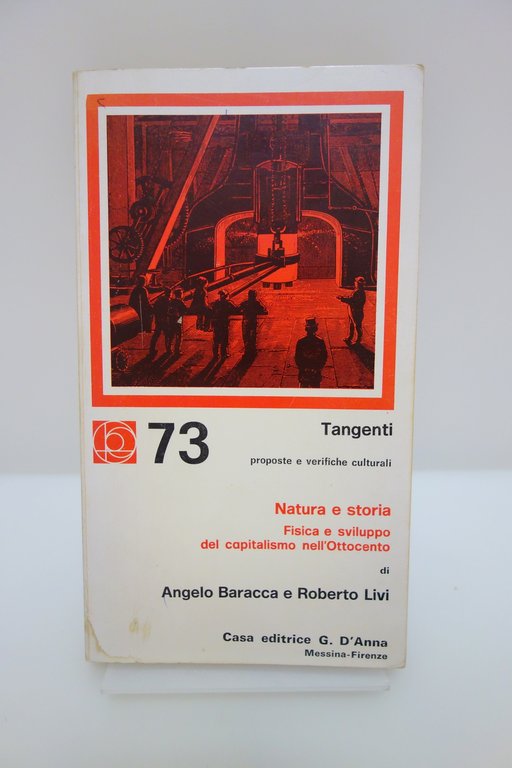 73
Tangenti
proposte e verifiche culturali
Natura e storia
Fisica e sviluppo
del capitalismo nell'Ottocento
di
Angelo Baracca e Roberto Livi
Casa editrice G. D'Anna
Messina-Firenze